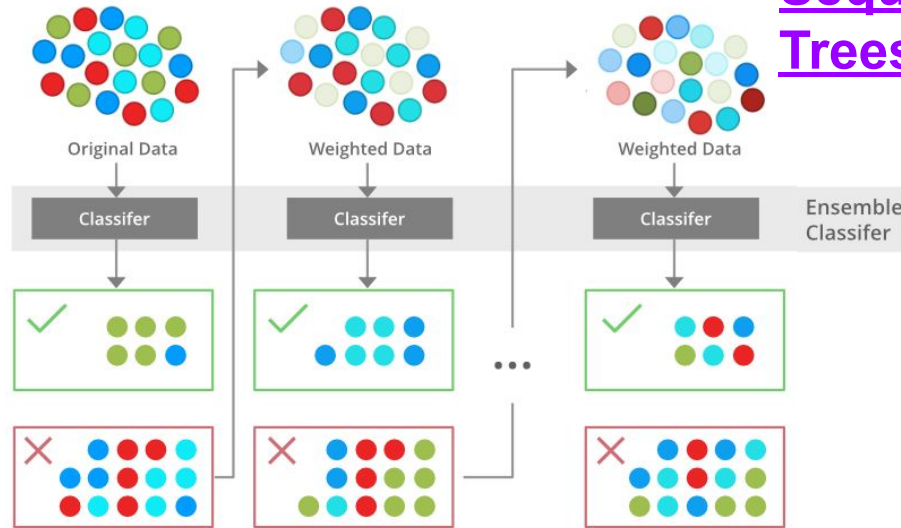 Trees
Original Data
Weighted Data
Weighted Data
Classifer
Classifer
Classifer
Ensemble
Classifer
...